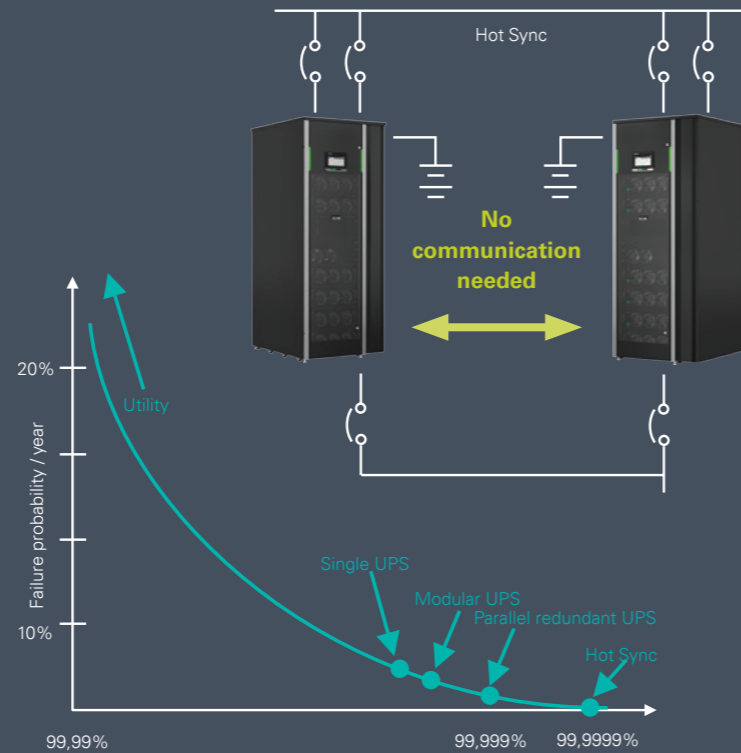 Hot Sync
No
communication
needed
20%
Utility
Failure probability / year
Single UPS
Modular UPS
Parallel redundant UPS
10%
Hot Sync
99,99%
99,999%
99,9999%